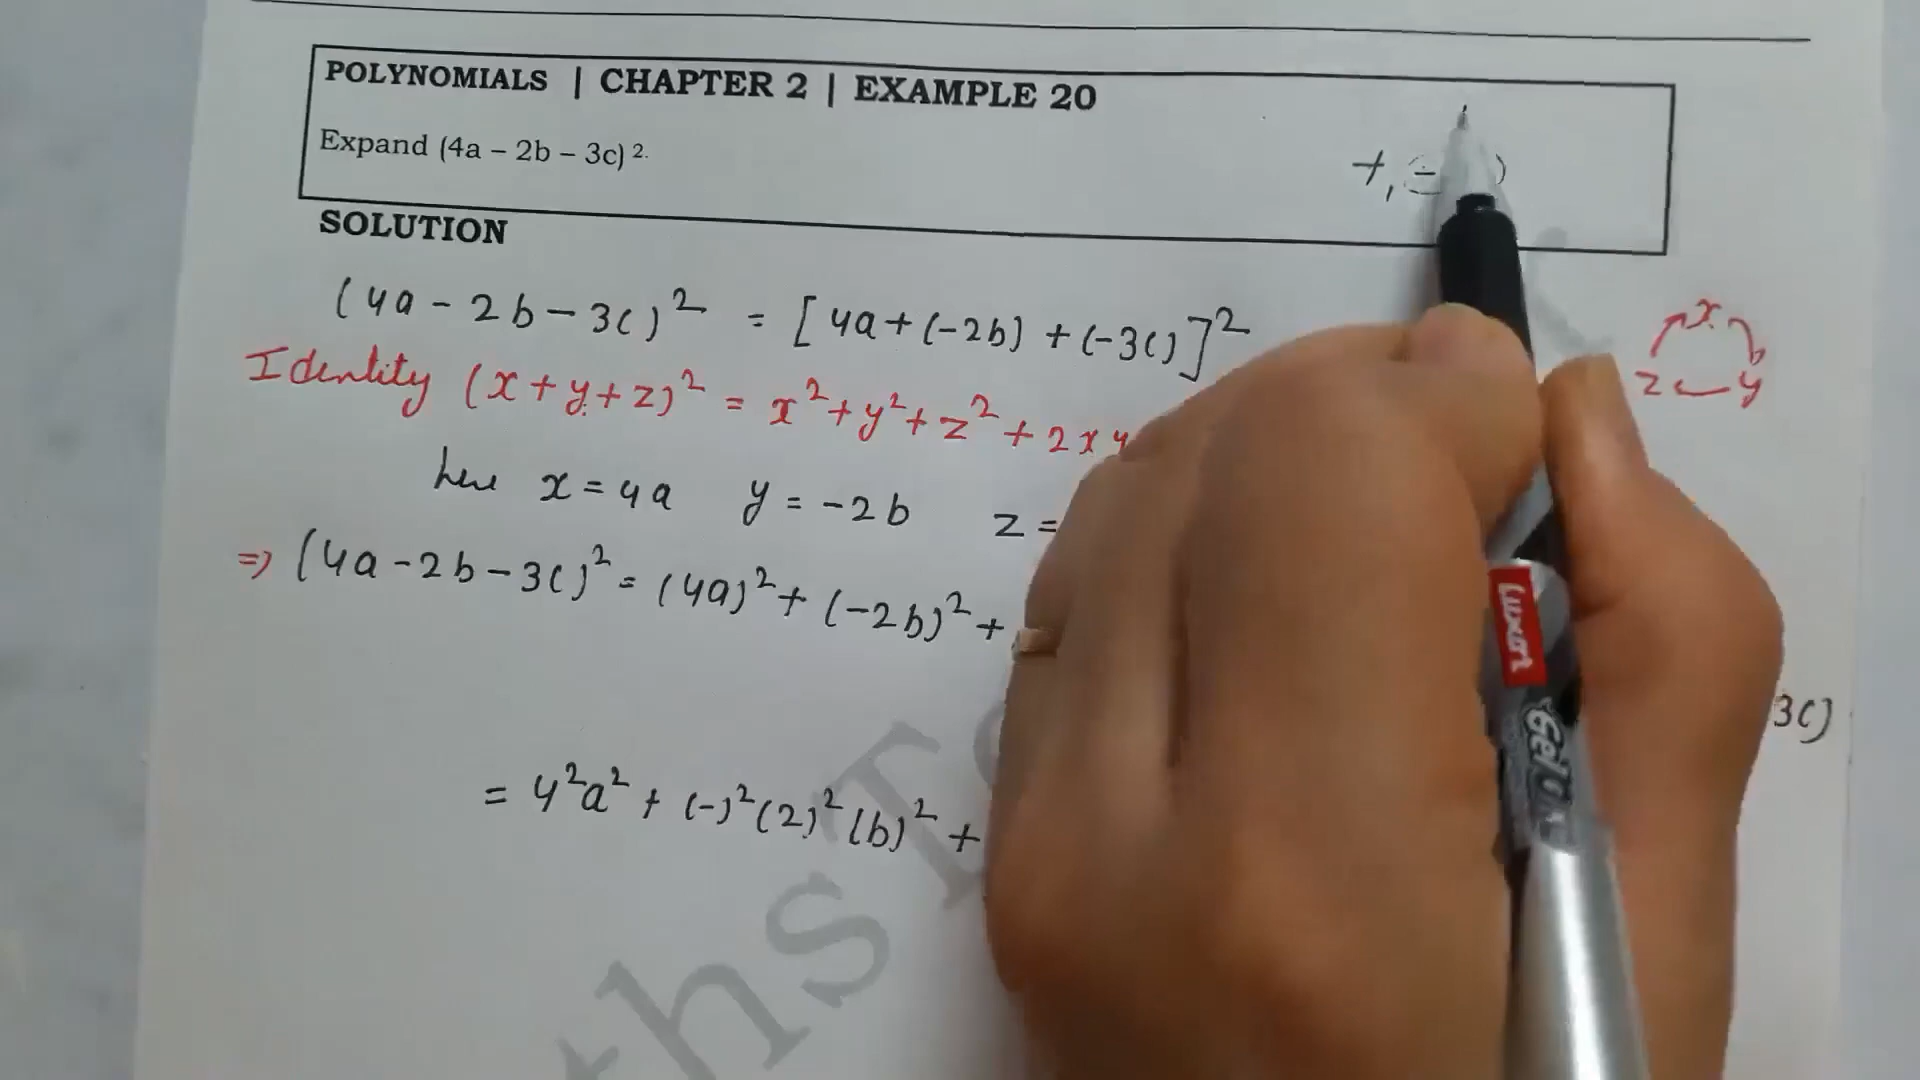 POLYNOMIALS | CHAPTER 2 | EXAMPLE 20
Expand (4a – 2b – 3c) 2.
+, -
SOLUTION
(4a - 2b - 3c)² = [4a + (-2b) + (-3c)]²
Identity (x + y + z)² = x² + y² + z² + 2xy
x
z y
here x = 4a y = -2b z =
=> (4a - 2b - 3c)² = (4a)² + (-2b)² +
3c)
= 4²a² + (-)²(2)²(b)² +
Luxor
Gel
ths